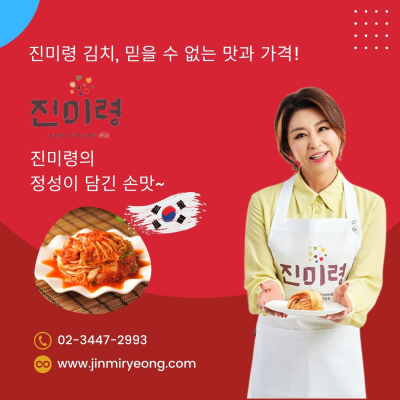 진미령 김치, 믿을 수 없는 맛과 가격!
진미령
진미령의
정성이 담긴 손맛~
진미령
02-3447-2993
www.jinmiryeong.com